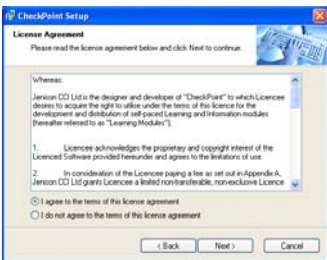 CheckPoint Setup
License Agreement
Please read the license agreement below and click Next to continue.
Whereas:
Jenison CCI Ltd is the designer and developer of "CheckPoint" to which Licencee
desires to acquire the right to utilise under the terms of this licence for the
development and distribution of self-paced Learning and Information modules
(hereafter refered to as "Learning Modules").
1. Licencee acknowledges the proprietary and copyright interest of the
Licenced Software provided hereunder and agrees to the limitations of use.
2. In consideration of the Licencee paying a fee as set out in Appendix A,
Jenison CCI Ltd grants Licencee a limited non-transferable, non-exclusive Licence
I agree to the terms of this license agreement
I do not agree to the terms of this license agreement
< Back
Next >
Cancel